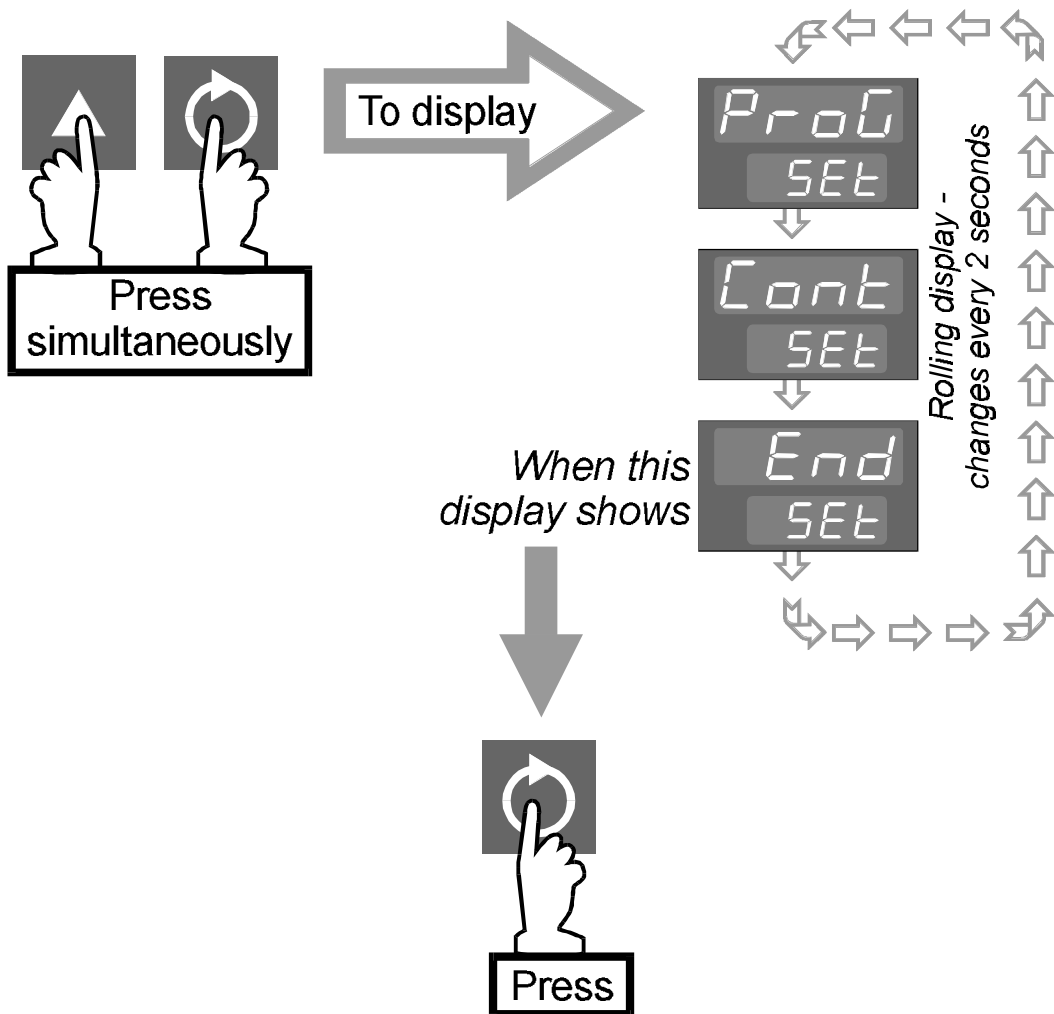 To display
Press
simultaneously
ProG
SEt
Cont
SEt
End
SEt
Rolling display -
changes every 2 seconds
When this
display shows
Press